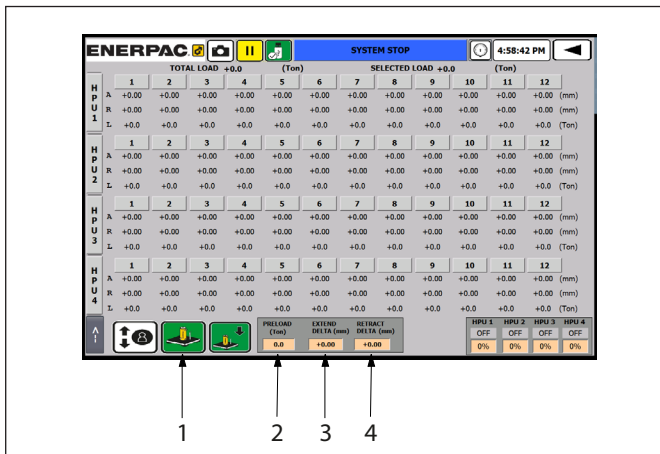 ENERPAC SYSTEM STOP 4:58:42 PM
TOTAL LOAD +0.0 (Ton) SELECTED LOAD +0.0 (Ton)
HPU1
1 2 3 4 5 6 7 8 9 10 11 12
A +0.00 +0.00 +0.00 +0.00 +0.00 +0.00 +0.00 +0.00 +0.00 +0.00 +0.00 +0.00 (mm)
R +0.00 +0.00 +0.00 +0.00 +0.00 +0.00 +0.00 +0.00 +0.00 +0.00 +0.00 +0.00 (mm)
L +0.0 +0.0 +0.0 +0.0 +0.0 +0.0 +0.0 +0.0 +0.0 +0.0 +0.0 +0.0 (Ton)
HPU2
1 2 3 4 5 6 7 8 9 10 11 12
A +0.00 +0.00 +0.00 +0.00 +0.00 +0.00 +0.00 +0.00 +0.00 +0.00 +0.00 +0.00 (mm)
R +0.00 +0.00 +0.00 +0.00 +0.00 +0.00 +0.00 +0.00 +0.00 +0.00 +0.00 +0.00 (mm)
L +0.0 +0.0 +0.0 +0.0 +0.0 +0.0 +0.0 +0.0 +0.0 +0.0 +0.0 +0.0 (Ton)
HPU3
1 2 3 4 5 6 7 8 9 10 11 12
A +0.00 +0.00 +0.00 +0.00 +0.00 +0.00 +0.00 +0.00 +0.00 +0.00 +0.00 +0.00 (mm)
R +0.00 +0.00 +0.00 +0.00 +0.00 +0.00 +0.00 +0.00 +0.00 +0.00 +0.00 +0.00 (mm)
L +0.0 +0.0 +0.0 +0.0 +0.0 +0.0 +0.0 +0.0 +0.0 +0.0 +0.0 +0.0 (Ton)
HPU4
1 2 3 4 5 6 7 8 9 10 11 12
A +0.00 +0.00 +0.00 +0.00 +0.00 +0.00 +0.00 +0.00 +0.00 +0.00 +0.00 +0.00 (mm)
R +0.00 +0.00 +0.00 +0.00 +0.00 +0.00 +0.00 +0.00 +0.00 +0.00 +0.00 +0.00 (mm)
L +0.0 +0.0 +0.0 +0.0 +0.0 +0.0 +0.0 +0.0 +0.0 +0.0 +0.0 +0.0 (Ton)
PRELOAD (Ton) 0.0
EXTEND DELTA (mm) +0.00
RETRACT DELTA (mm) +0.00
HPU 1 HPU 2 HPU 3 HPU 4
OFF OFF OFF OFF
0% 0% 0% 0%
1 2 3 4